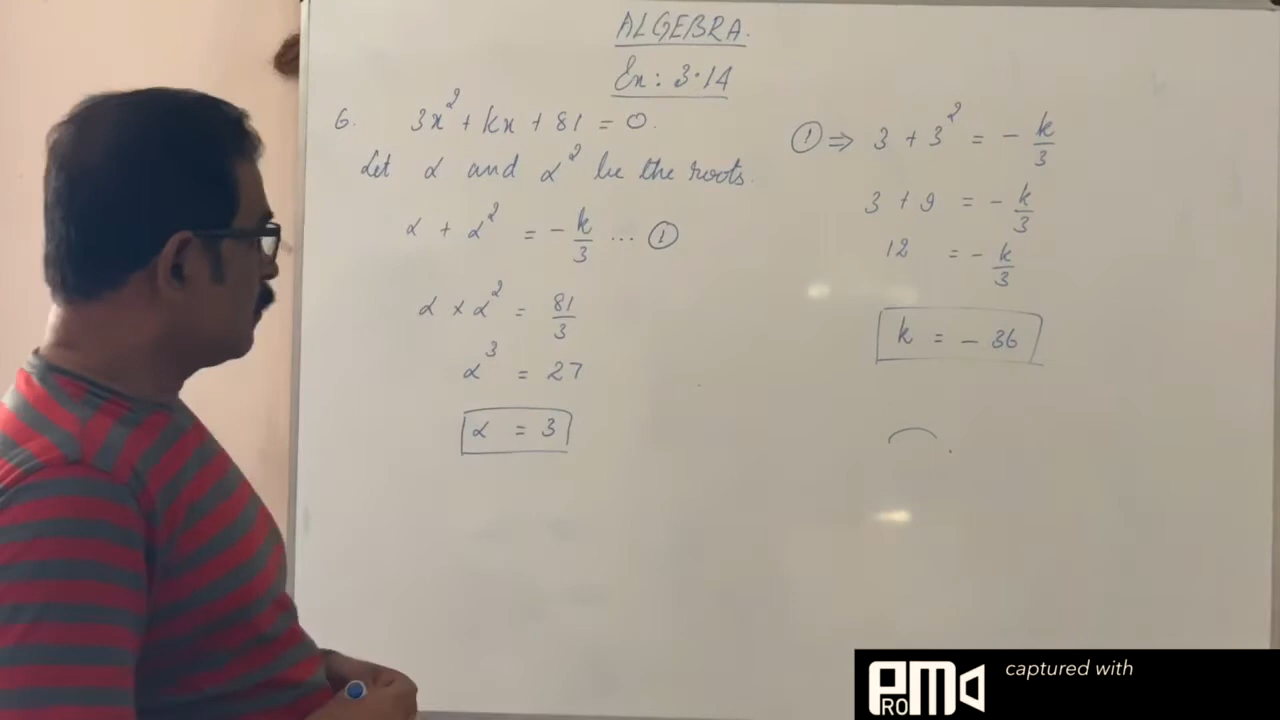 ALGEBRA.
Ex: 3.14
6. 3x² + kx + 81 = 0.
Let α and α² be the roots.
α + α² = - k/3 ... ①
α × α² = 81/3
α³ = 27
α = 3
① ⇒ 3 + 3² = - k/3
3 + 9 = - k/3
12 = - k/3
k = - 36
captured with
PROM